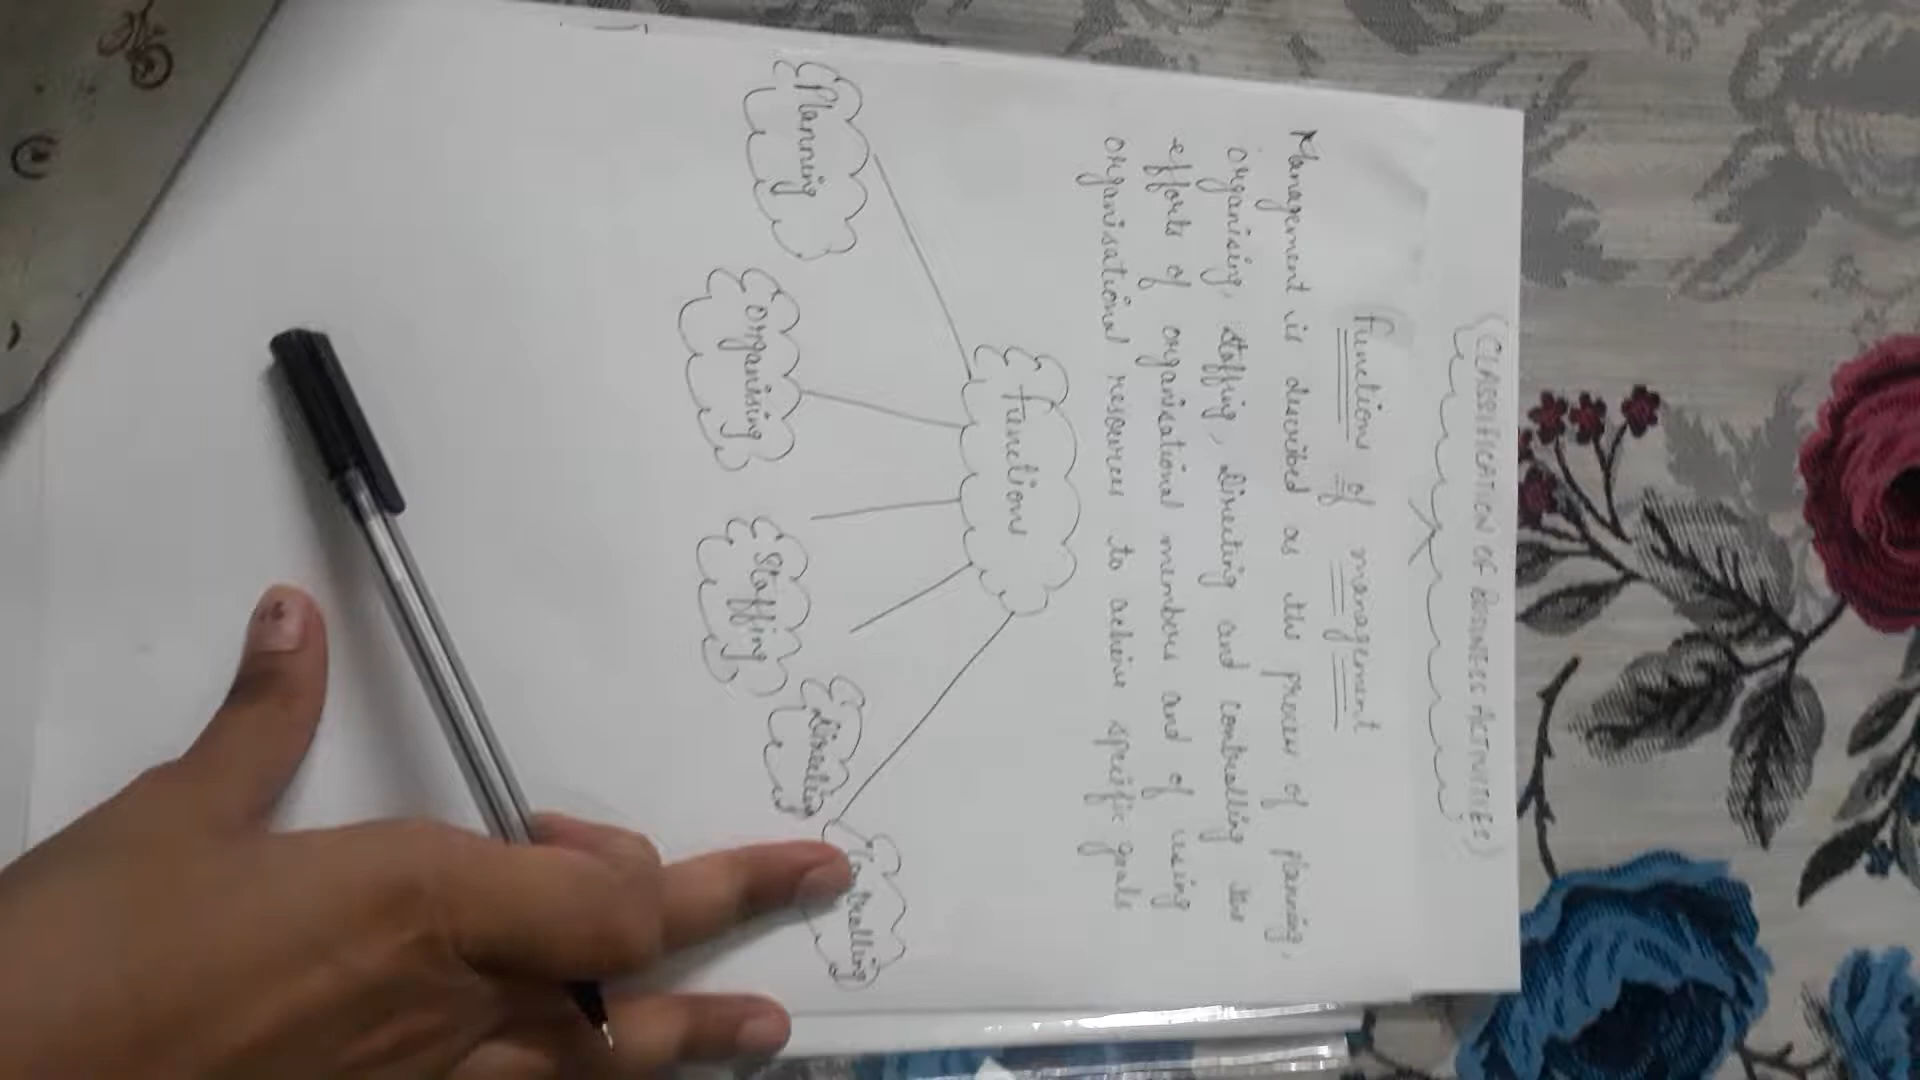 (CLASSIFICATION OF BUSINESS ACTIVITIES)
Functions of management
Management is described as the process of planning,
organising, staffing, Directing and controlling the
efforts of organisational members and of using
organisational resources to achieve specific goals
Functions
Planning
Organising
Staffing
Directing
Controlling